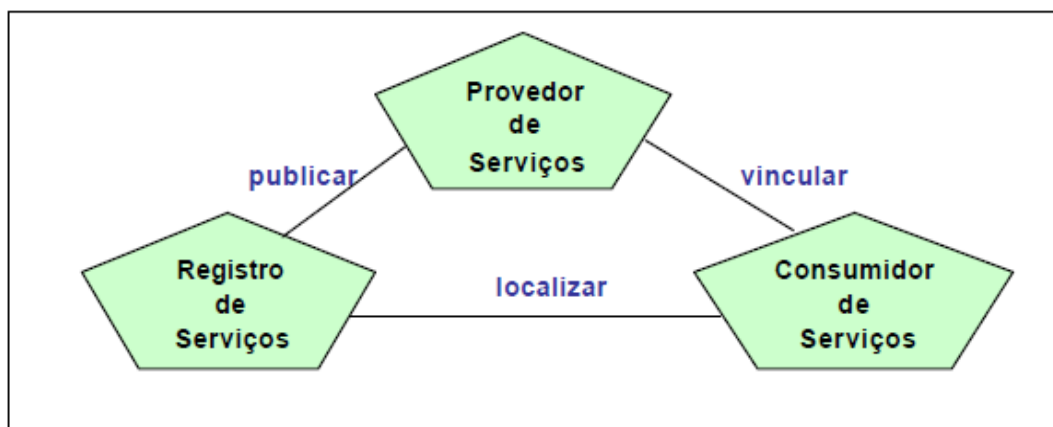 Provedor
de
Serviços
publicar
vincular
Registro
de
Serviços
localizar
Consumidor
de
Serviços